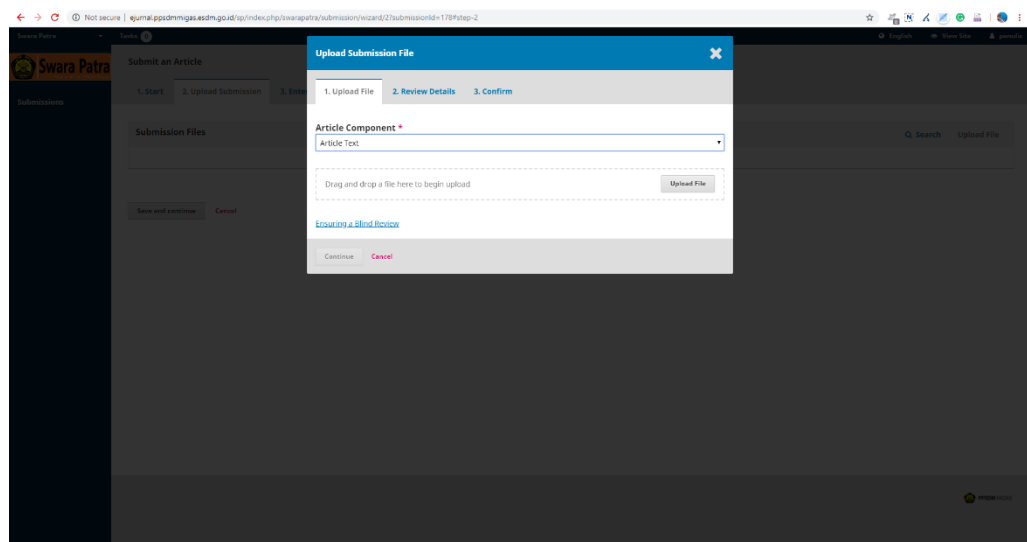 Not secure | ejurnal.ppsdmmigas.esdm.go.id/sp/index.php/swarapatra/submission/wizard/2?submissionId=178#step-2
Swara Patra Tasks 0 English View Site
Swara Patra
Submit an Article
Submissions
1. Start 2. Upload Submission 3. Ente
Submission Files
Search Upload File
Save and continue Cancel
Upload Submission File
1. Upload File 2. Review Details 3. Confirm
Article Component *
Article Text
Drag and drop a file here to begin upload Upload File
Ensuring a Blind Review
Continue Cancel